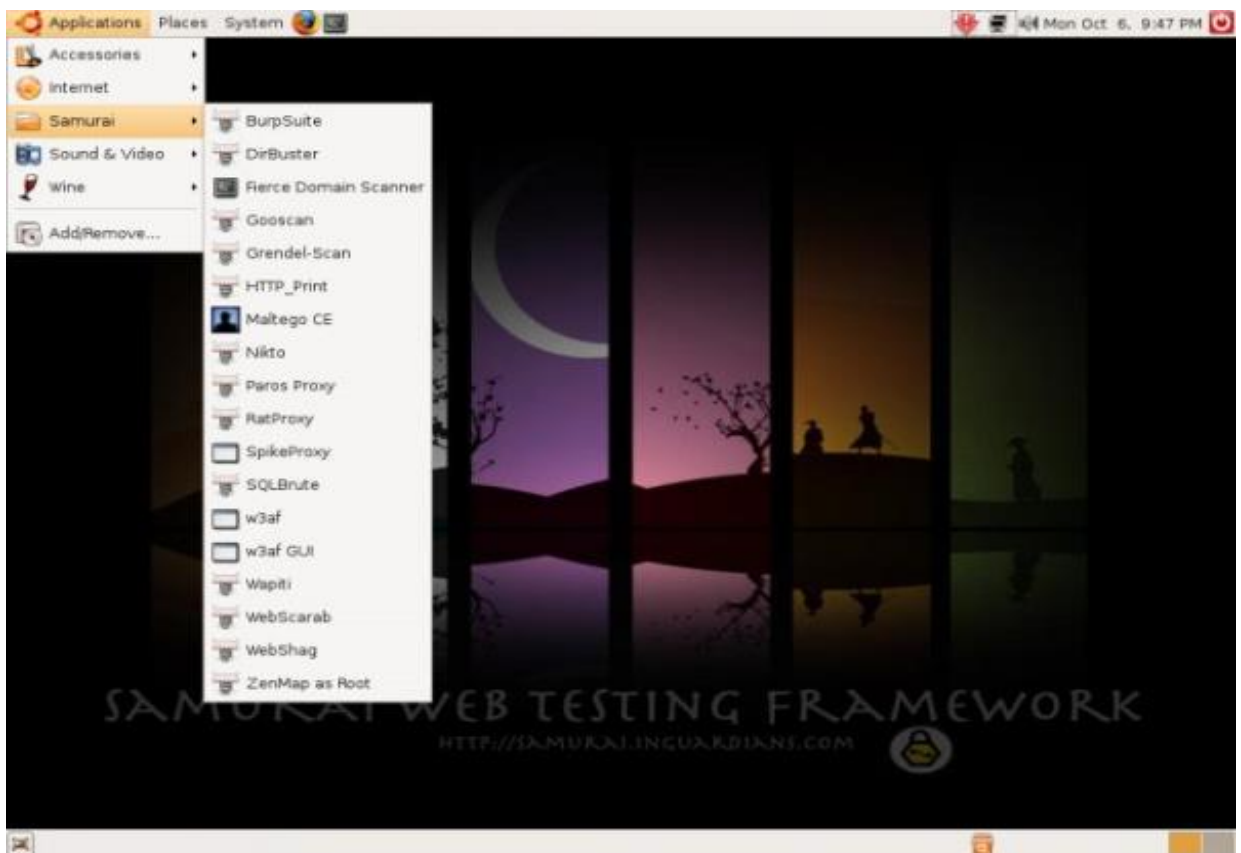 Applications Places System Mon Oct 6, 9:47 PM
Accessories
Internet
Samurai
Sound & Video
Wine
Add/Remove...
BurpSuite
DirBuster
Fierce Domain Scanner
Gooscan
Grendel-Scan
HTTP_Print
Maltego CE
Nikto
Paros Proxy
RatProxy
SpikeProxy
SQLBrute
w3af
w3af GUI
Wapiti
WebScarab
WebShag
ZenMap as Root
SAMURAI WEB TESTING FRAMEWORK
HTTP://SAMURAI.INGUARDIANS.COM